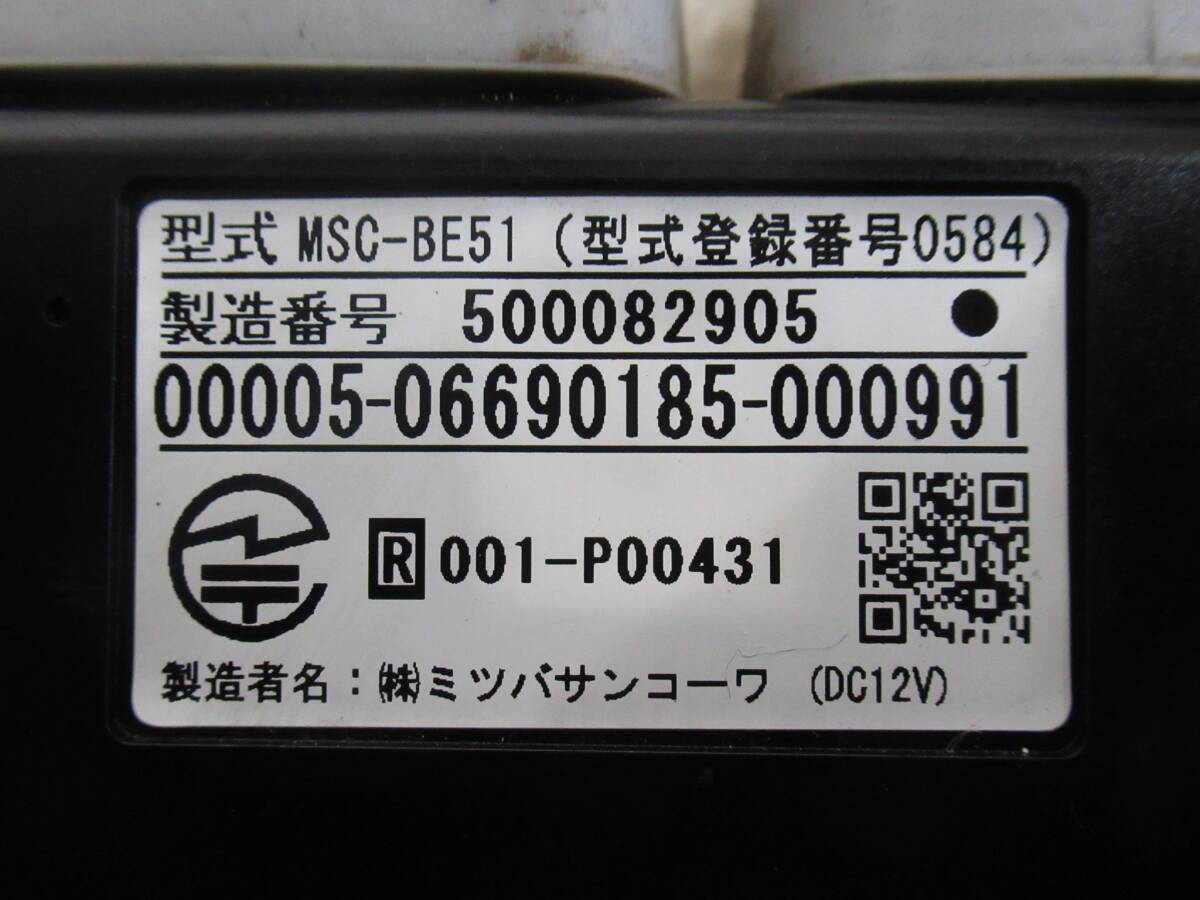 型式 MSC-BE51 (型式登録番号0584)
製造番号 500082905 ●
00005-06690185-000991
R 001-P00431
製造者名:㈱ミツバサンコーワ (DC12V)